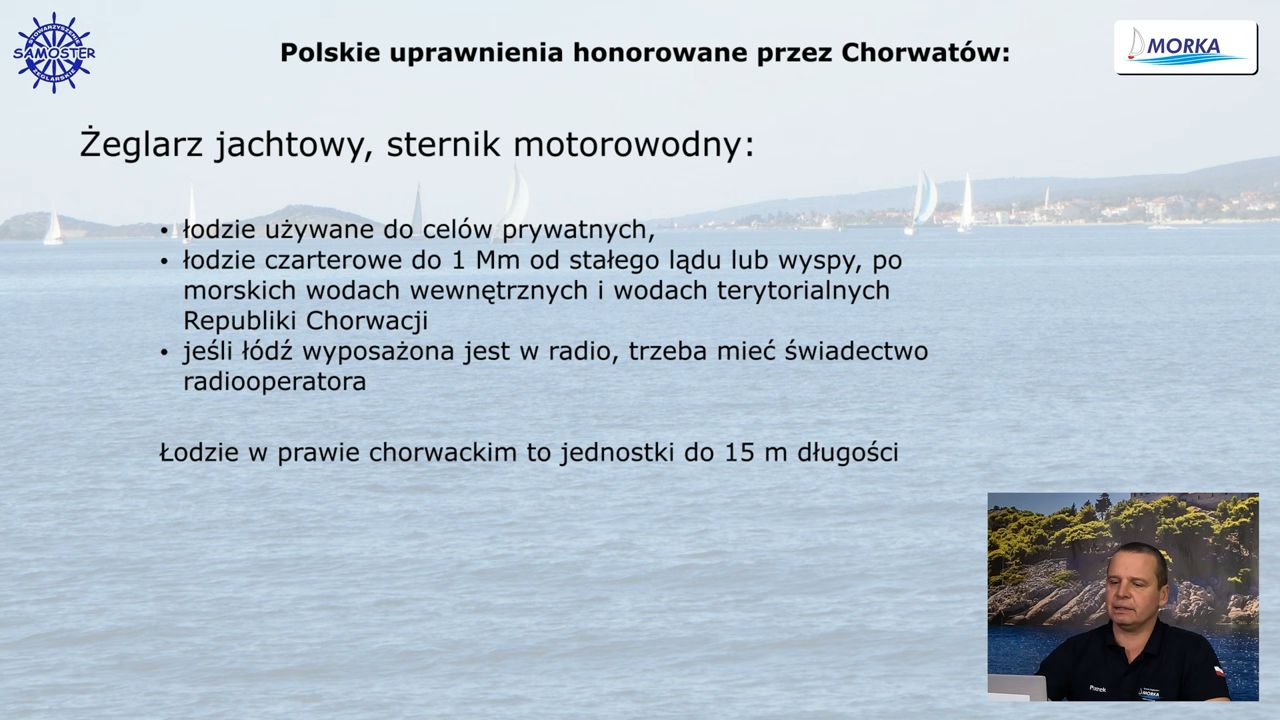 STOWARZYSZENIE
SAMOSTER
ŻEGLARSKIE
Polskie uprawnienia honorowane przez Chorwatów:
MORKA
Żeglarz jachtowy, sternik motorowodny:
• łodzie używane do celów prywatnych,
• łodzie czarterowe do 1 Mm od stałego lądu lub wyspy, po
morskich wodach wewnętrznych i wodach terytorialnych
Republiki Chorwacji
• jeśli łódź wyposażona jest w radio, trzeba mieć świadectwo
radiooperatora
Łodzie w prawie chorwackim to jednostki do 15 m długości
Piotrek
MORKA